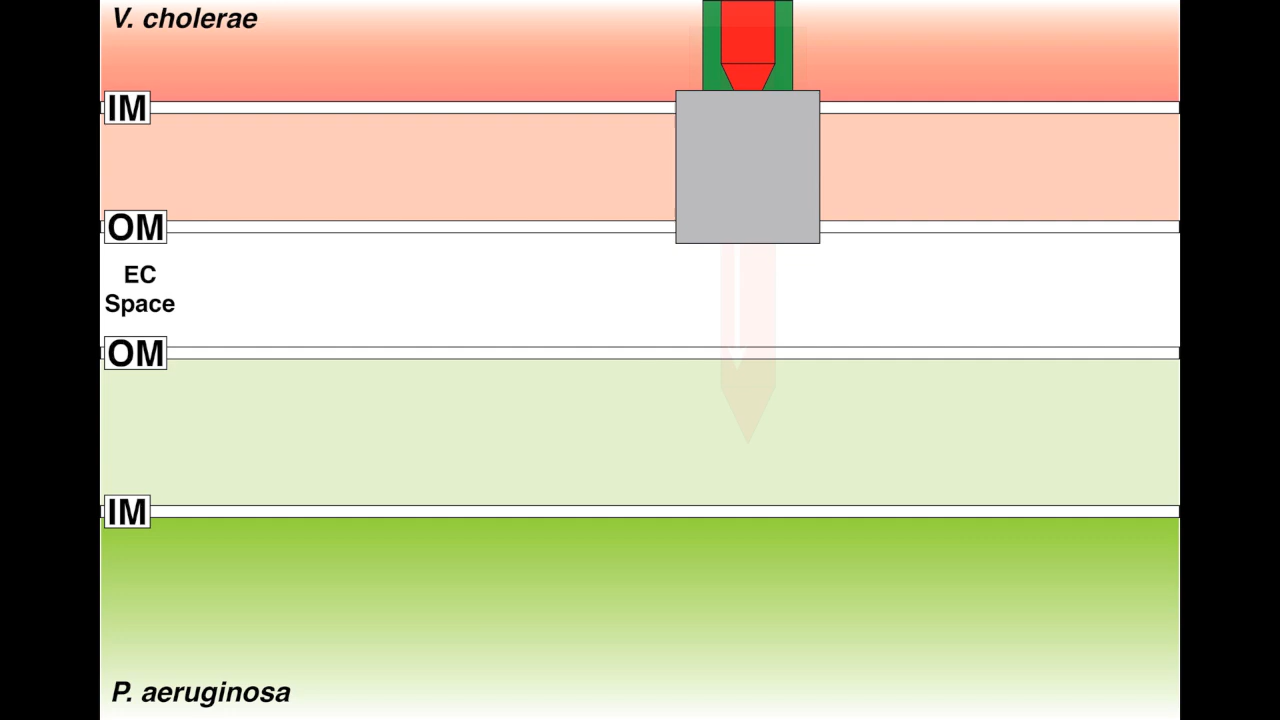 V. cholerae
IM
OM
EC
Space
OM
IM
P. aeruginosa